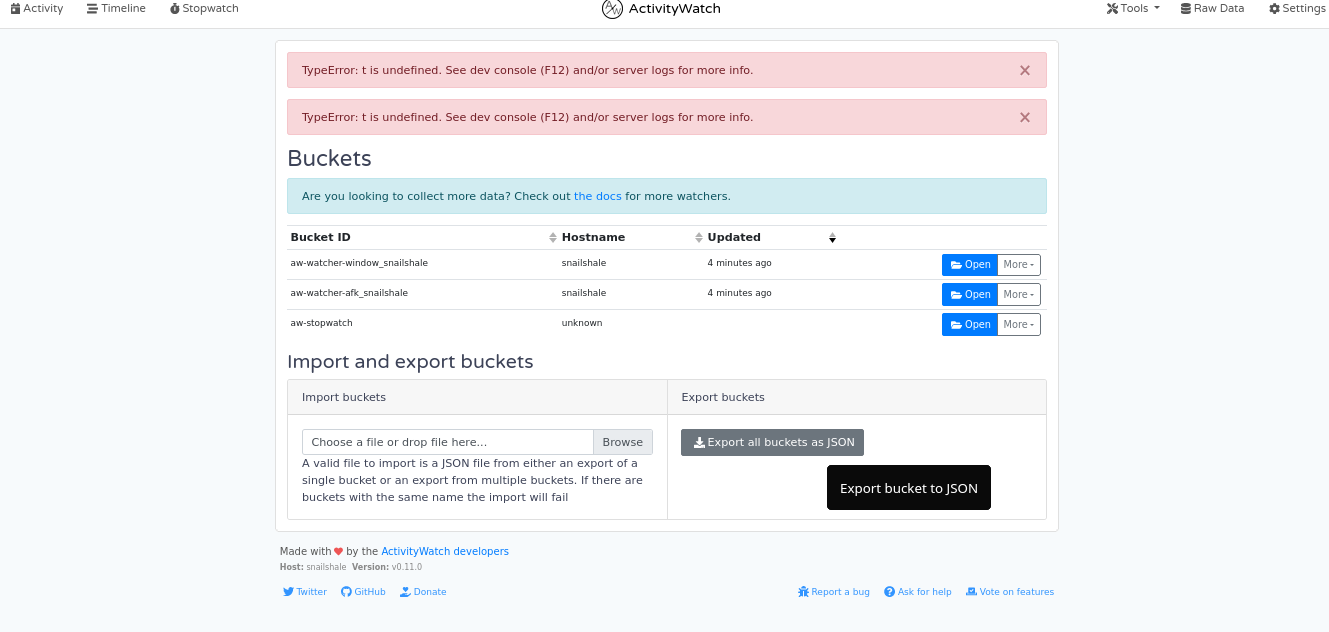 Activity Timeline Stopwatch ActivityWatch Tools Raw Data Settings
TypeError: t is undefined. See dev console (F12) and/or server logs for more info. ×
TypeError: t is undefined. See dev console (F12) and/or server logs for more info. ×
Buckets
Are you looking to collect more data? Check out the docs for more watchers.
Bucket ID Hostname Updated
aw-watcher-window_snailshale snailshale 4 minutes ago Open More
aw-watcher-afk_snailshale snailshale 4 minutes ago Open More
aw-stopwatch unknown Open More
Import and export buckets
Import buckets Export buckets
Choose a file or drop file here... Browse Export all buckets as JSON
A valid file to import is a JSON file from either an export of a
single bucket or an export from multiple buckets. If there are
buckets with the same name the import will fail
Export bucket to JSON
Made with ❤ by the ActivityWatch developers
Host: snailshale Version: v0.11.0
Twitter GitHub Donate Report a bug Ask for help Vote on features